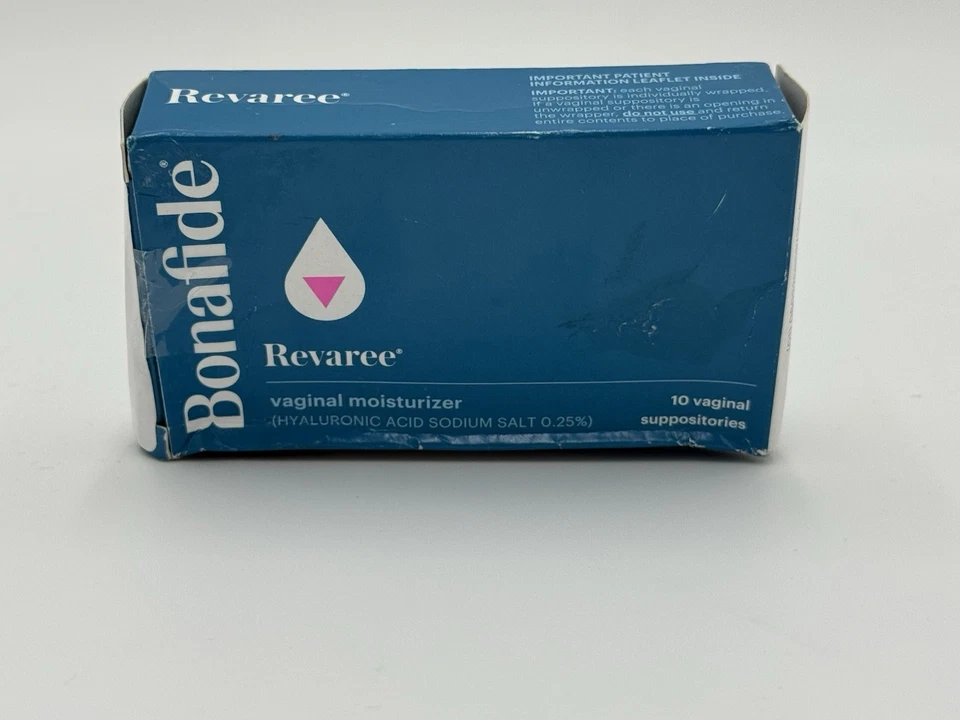 Revaree®
IMPORTANT PATIENT
INFORMATION LEAFLET INSIDE
IMPORTANT: each vaginal
suppository is individually wrapped.
If a vaginal suppository is
unwrapped or there is an opening in
the wrapper, do not use and return
entire contents to place of purchase.
Bonafide®
Revaree®
vaginal moisturizer
(HYALURONIC ACID SODIUM SALT 0.25%)
10 vaginal
suppositories